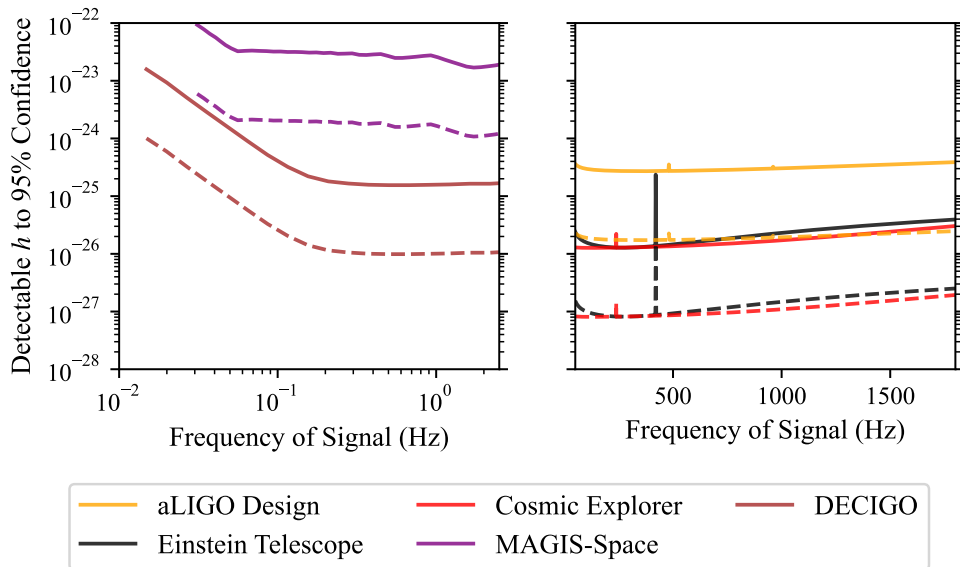 Detectable h to 95% Confidence
10⁻²²
10⁻²³
10⁻²⁴
10⁻²⁵
10⁻²⁶
10⁻²⁷
10⁻²⁸
10⁻² 10⁻¹ 10⁰
500 1000 1500
Frequency of Signal (Hz) Frequency of Signal (Hz)
aLIGO Design Cosmic Explorer DECIGO
Einstein Telescope MAGIS-Space